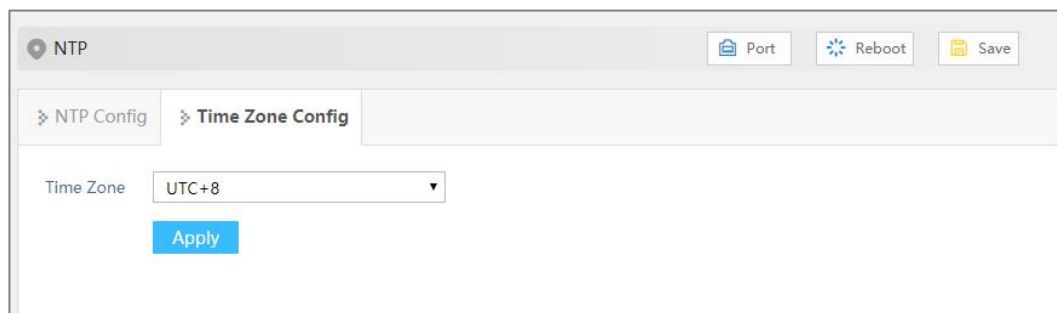 NTP Port Reboot Save
NTP Config Time Zone Config
Time Zone UTC+8
Apply